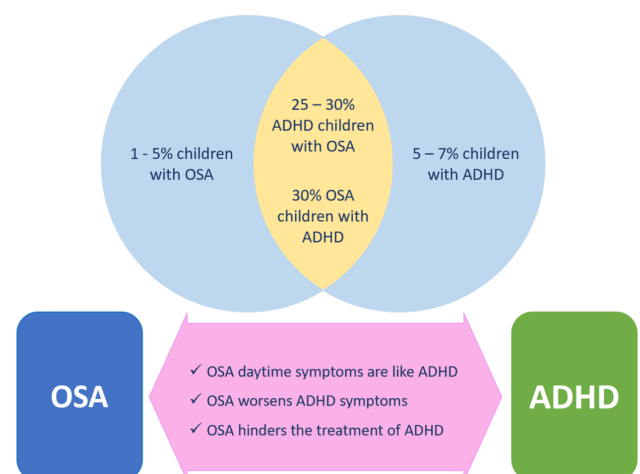 25 – 30%
ADHD children
with OSA
1 - 5% children
with OSA
5 – 7% children
with ADHD
30% OSA
children with
ADHD
OSA
✓ OSA daytime symptoms are like ADHD
✓ OSA worsens ADHD symptoms
✓ OSA hinders the treatment of ADHD
ADHD